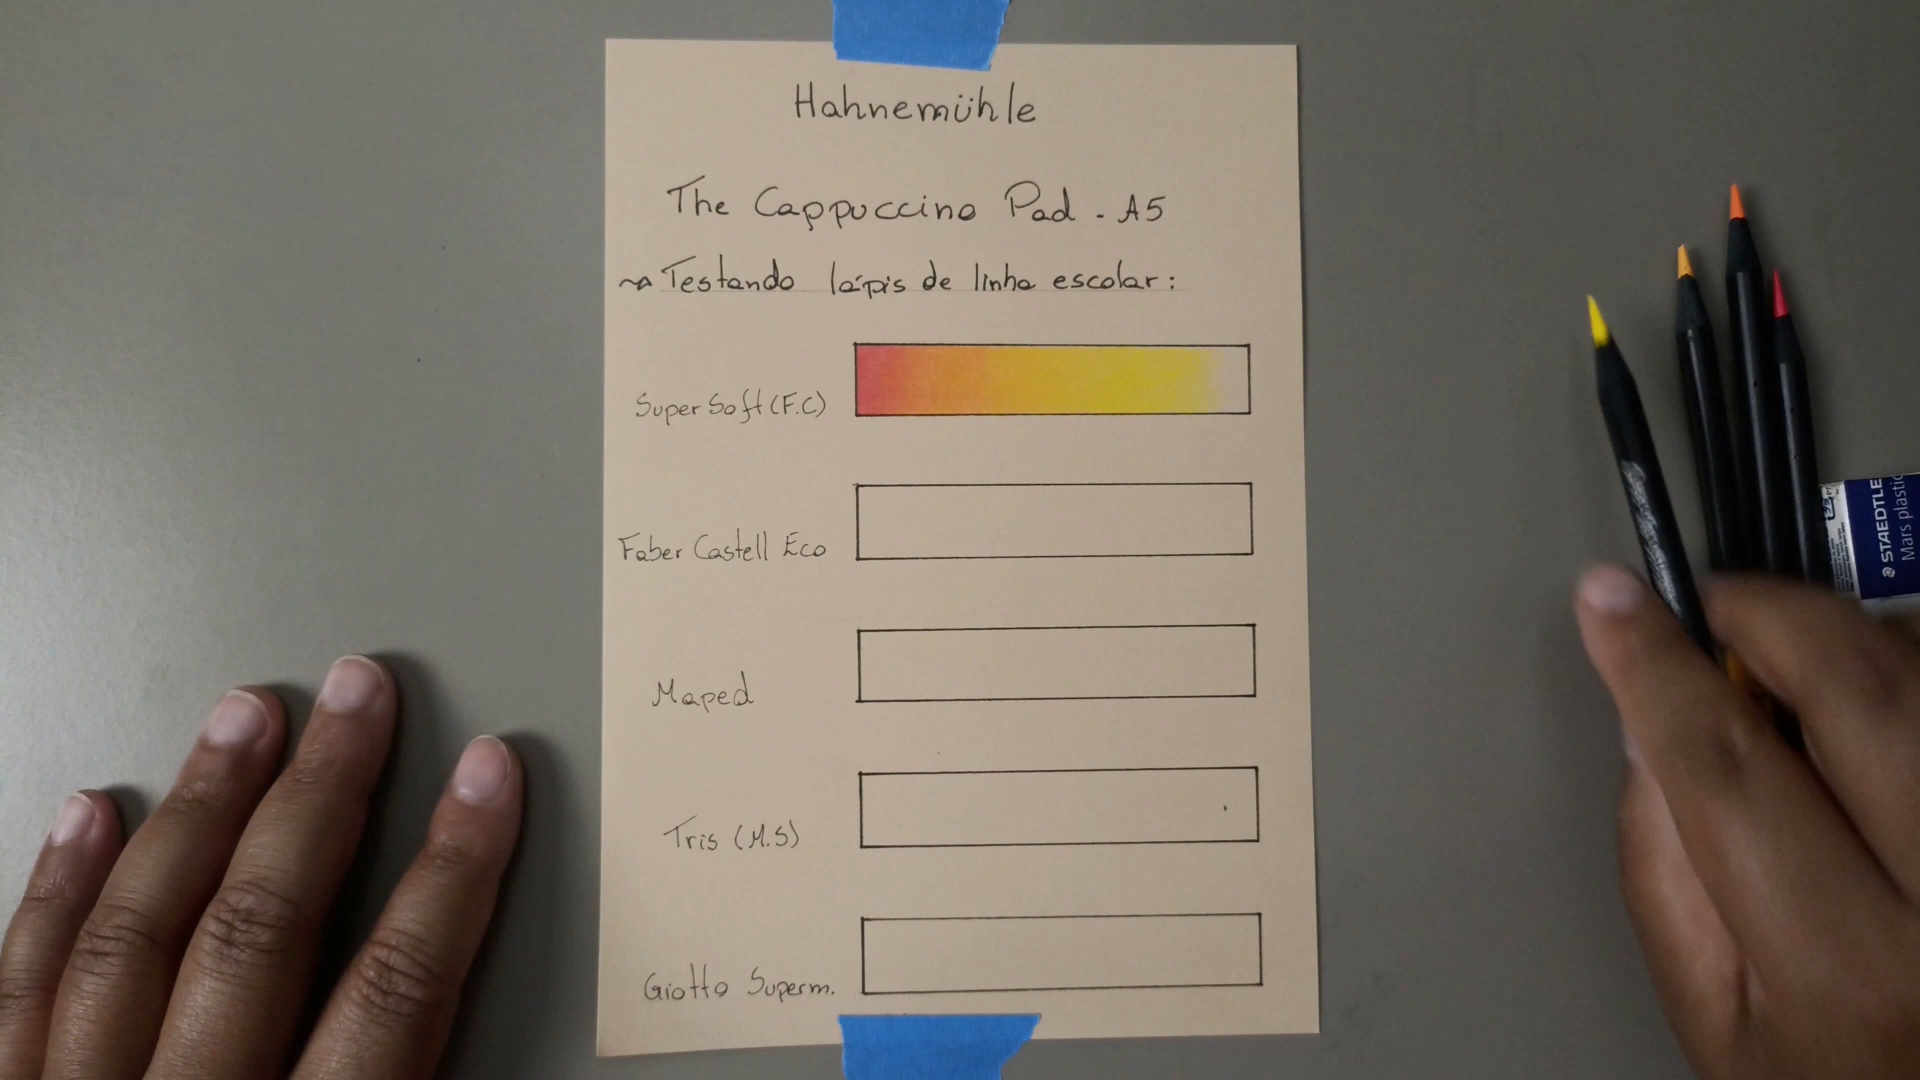 Hahnemühle
The Cappuccino Pad - A5
~> Testando lápis de linha escolar:
Super Soft (F.C)
Faber Castell Eco
Maped
Tris (M.S)
Giotto Superm.
STAEDTLE
Mars plastic